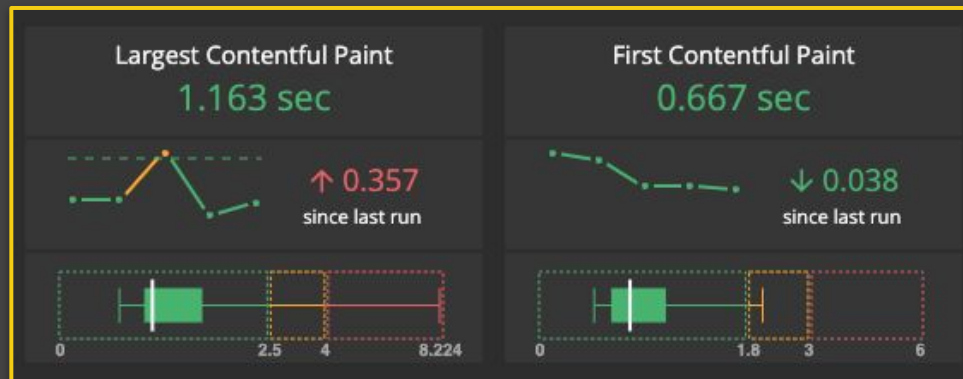 Largest Contentful Paint
1.163 sec
↑ 0.357
since last run
0 2.5 4 8.224
First Contentful Paint
0.667 sec
↓ 0.038
since last run
0 1.8 3 6